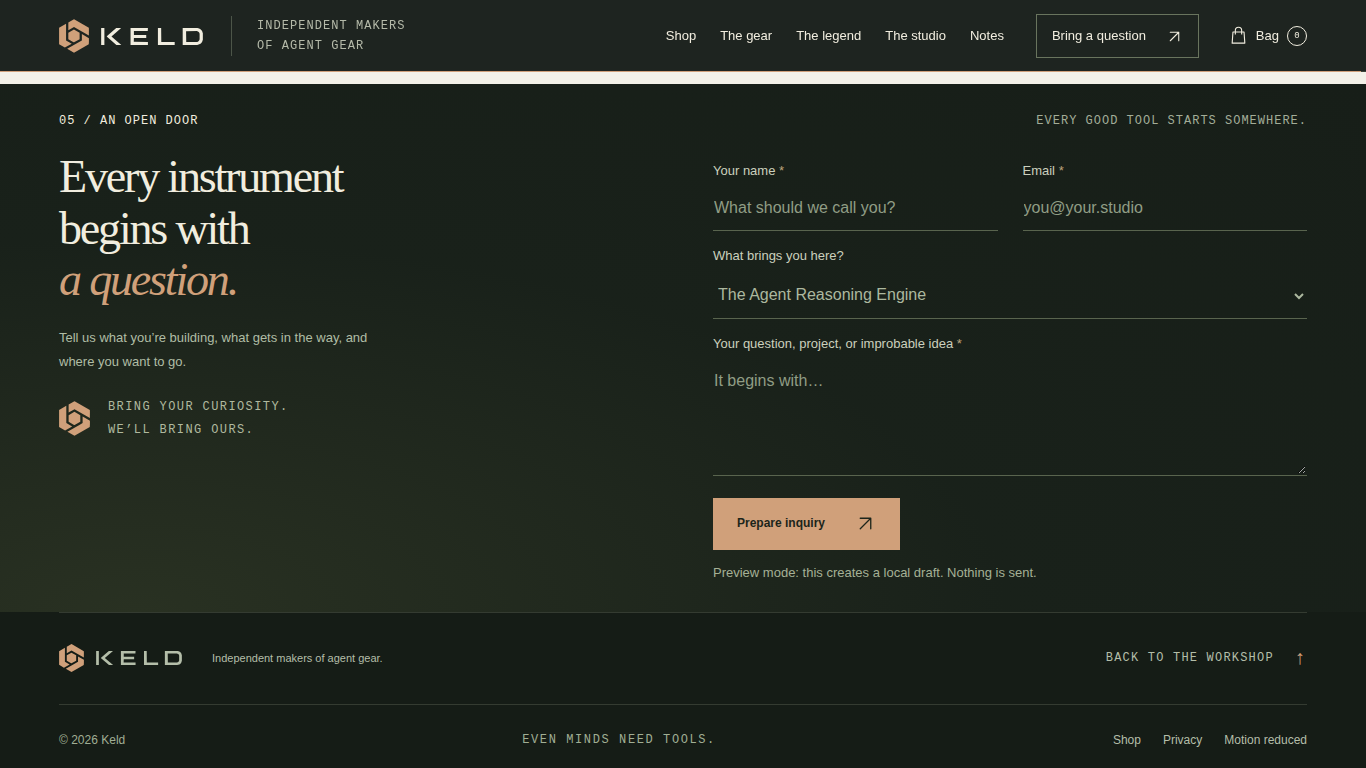 KELD
INDEPENDENT MAKERS
OF AGENT GEAR
Shop
The gear
The legend
The studio
Notes
Bring a question
Bag
0
05 / AN OPEN DOOR
EVERY GOOD TOOL STARTS SOMEWHERE.
Every instrument
begins with
a question.
Tell us what you’re building, what gets in the way, and
where you want to go.
BRING YOUR CURIOSITY.
WE’LL BRING OURS.
Your name *
What should we call you?
Email *
you@your.studio
What brings you here?
The Agent Reasoning Engine
Your question, project, or improbable idea *
It begins with…
Prepare inquiry
Preview mode: this creates a local draft. Nothing is sent.
KELD
Independent makers of agent gear.
BACK TO THE WORKSHOP ↑
© 2026 Keld
EVEN MINDS NEED TOOLS.
Shop
Privacy
Motion reduced